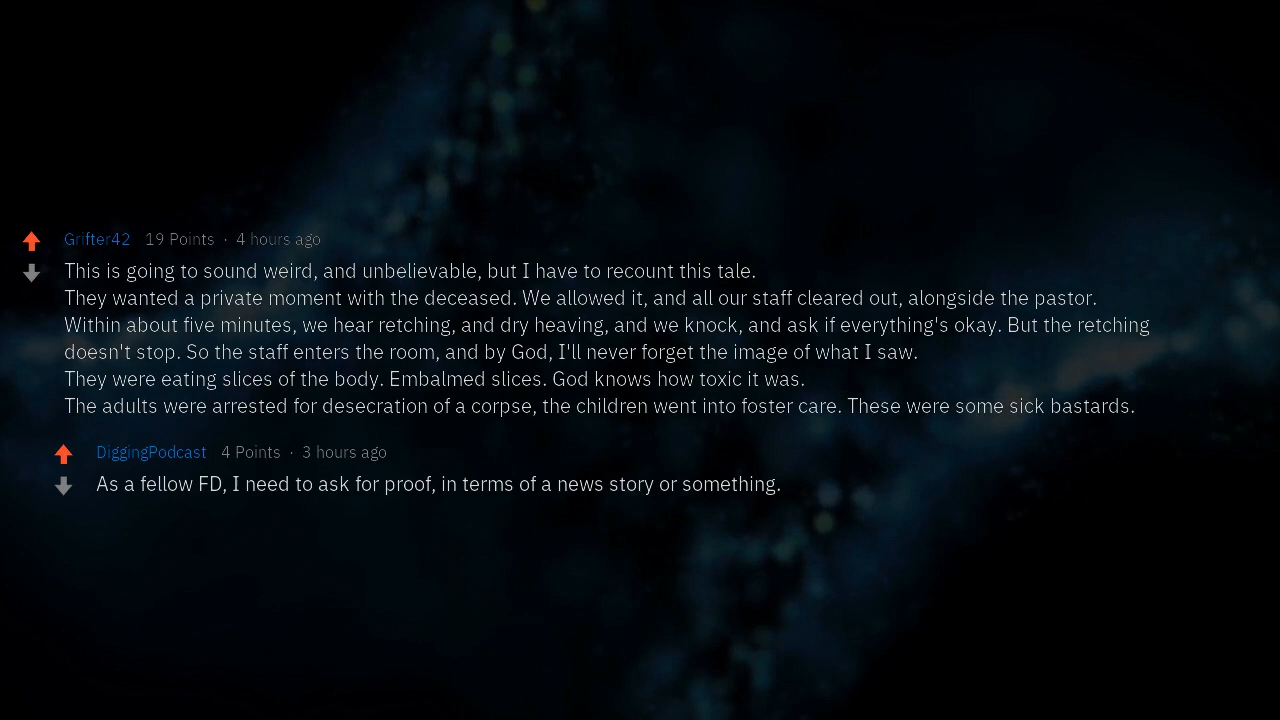 Grifter42 19 Points · 4 hours ago
This is going to sound weird, and unbelievable, but I have to recount this tale.
They wanted a private moment with the deceased. We allowed it, and all our staff cleared out, alongside the pastor.
Within about five minutes, we hear retching, and dry heaving, and we knock, and ask if everything's okay. But the retching
doesn't stop. So the staff enters the room, and by God, I'll never forget the image of what I saw.
They were eating slices of the body. Embalmed slices. God knows how toxic it was.
The adults were arrested for desecration of a corpse, the children went into foster care. These were some sick bastards.
DiggingPodcast 4 Points · 3 hours ago
As a fellow FD, I need to ask for proof, in terms of a news story or something.